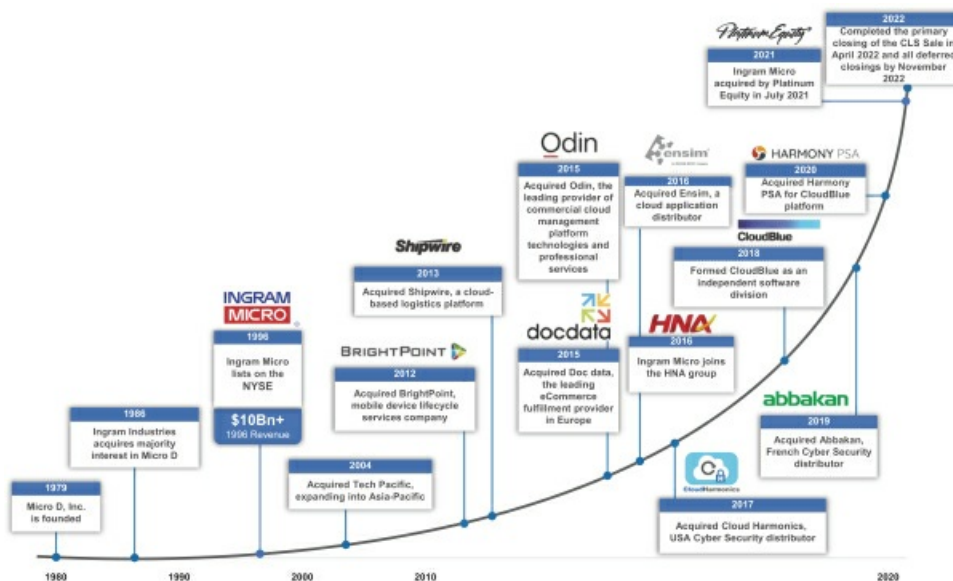 Platinum Equity
2021
Ingram Micro
acquired by Platinum
Equity in July 2021
2022
Completed the primary
closing of the CLS Sale in
April 2022 and all deferred
closings by November
2022
Odin
2015
Acquired Odin, the
leading provider of
commercial cloud
management
platform
technologies and
professional
services
ensim
2016
Acquired Ensim, a
cloud application
distributor
HARMONY PSA
2020
Acquired Harmony
PSA for CloudBlue
platform
CloudBlue
2018
Formed CloudBlue as an
independent software
division
Shipwire
2013
Acquired Shipwire, a cloud-
based logistics platform
INGRAM
MICRO
1996
Ingram Micro
lists on the
NYSE
$10Bn+
1996 Revenue
BRIGHTPOINT
2012
Acquired BrightPoint,
mobile device lifecycle
services company
docdata
2015
Acquired Doc data,
the leading
eCommerce
fulfillment provider
in Europe
HNA
2016
Ingram Micro joins
the HNA group
abbakan
2019
Acquired Abbakan,
French Cyber Security
distributor
1986
Ingram Industries
acquires majority
interest in Micro D
2004
Acquired Tech Pacific,
expanding into Asia-Pacific
CloudHarmonics
2017
Acquired Cloud Harmonics,
USA Cyber Security distributor
1979
Micro D, Inc.
is founded
1980
1990
2000
2010
2020